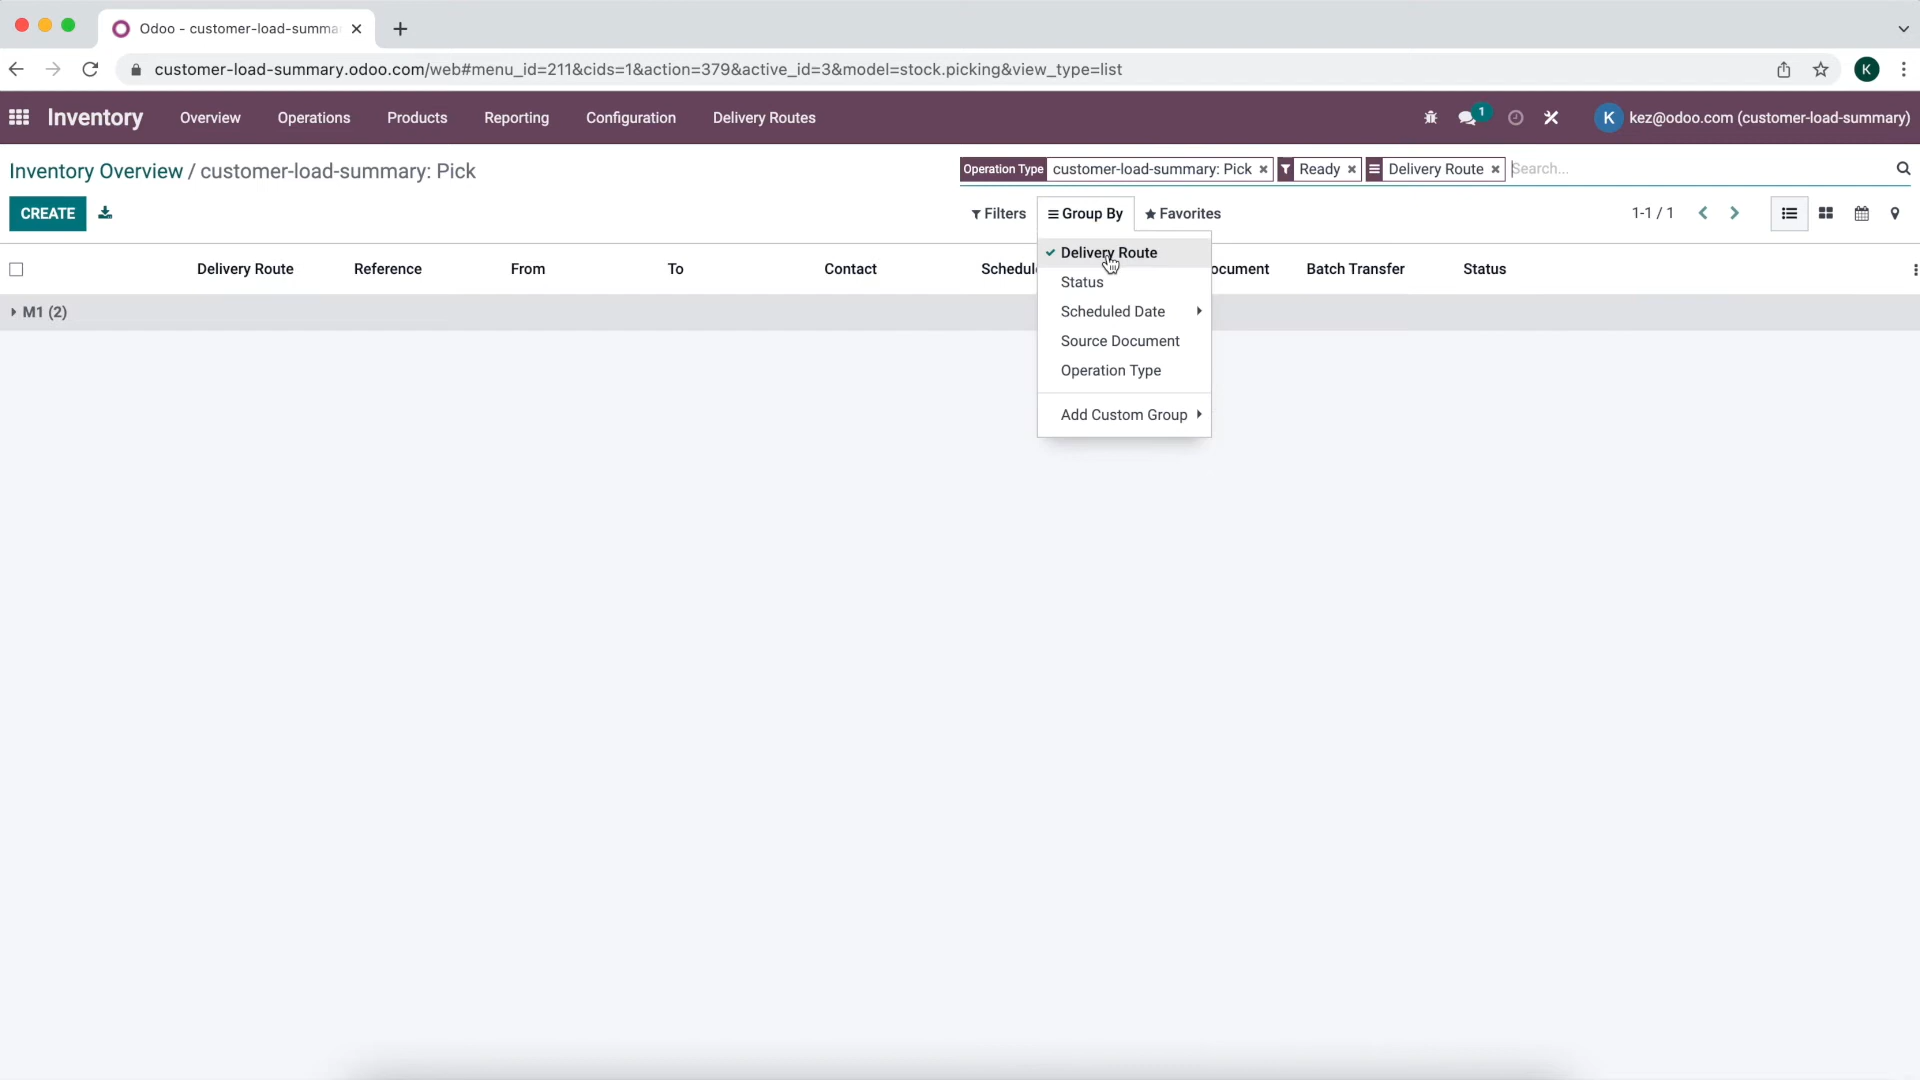 Odoo - customer-load-summa
customer-load-summary.odoo.com/web#menu_id=211&cids=1&action=379&active_id=3&model=stock.picking&view_type=list
K
Inventory Overview Operations Products Reporting Configuration Delivery Routes 1 K kez@odoo.com (customer-load-summary)
Inventory Overview / customer-load-summary: Pick
Operation Type customer-load-summary: Pick Ready Delivery Route Search...
CREATE Filters Group By Favorites 1-1 / 1
Delivery Route
Delivery Route Reference From To Contact Schedul ocument Batch Transfer Status
Status
M1 (2)
Scheduled Date
Source Document
Operation Type
Add Custom Group